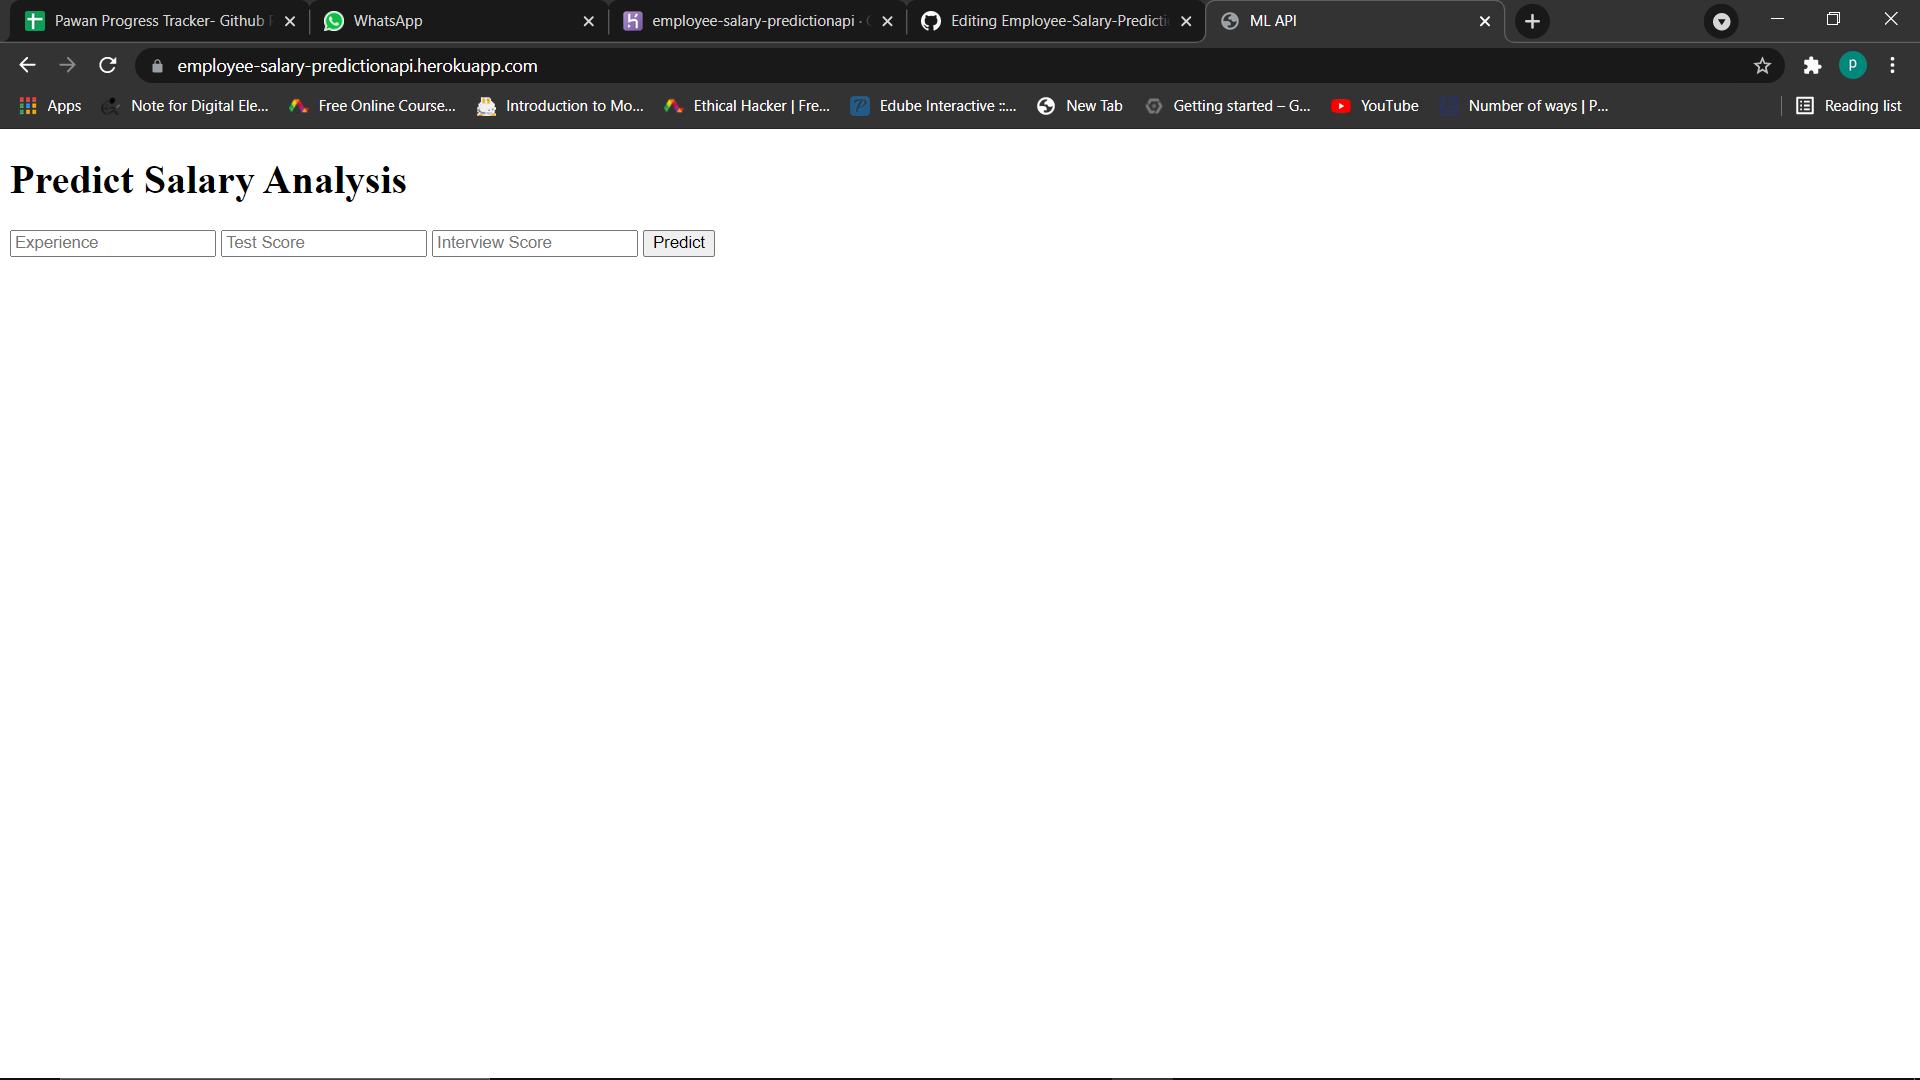 Pawan Progress Tracker- Github
WhatsApp
employee-salary-predictionapi ·
Editing Employee-Salary-Predicti
ML API
employee-salary-predictionapi.herokuapp.com
P
Apps
Note for Digital Ele...
Free Online Course...
Introduction to Mo...
Ethical Hacker | Fre...
Edube Interactive ::...
New Tab
Getting started – G...
YouTube
Number of ways | P...
Reading list
Predict Salary Analysis
Experience
Test Score
Interview Score
Predict